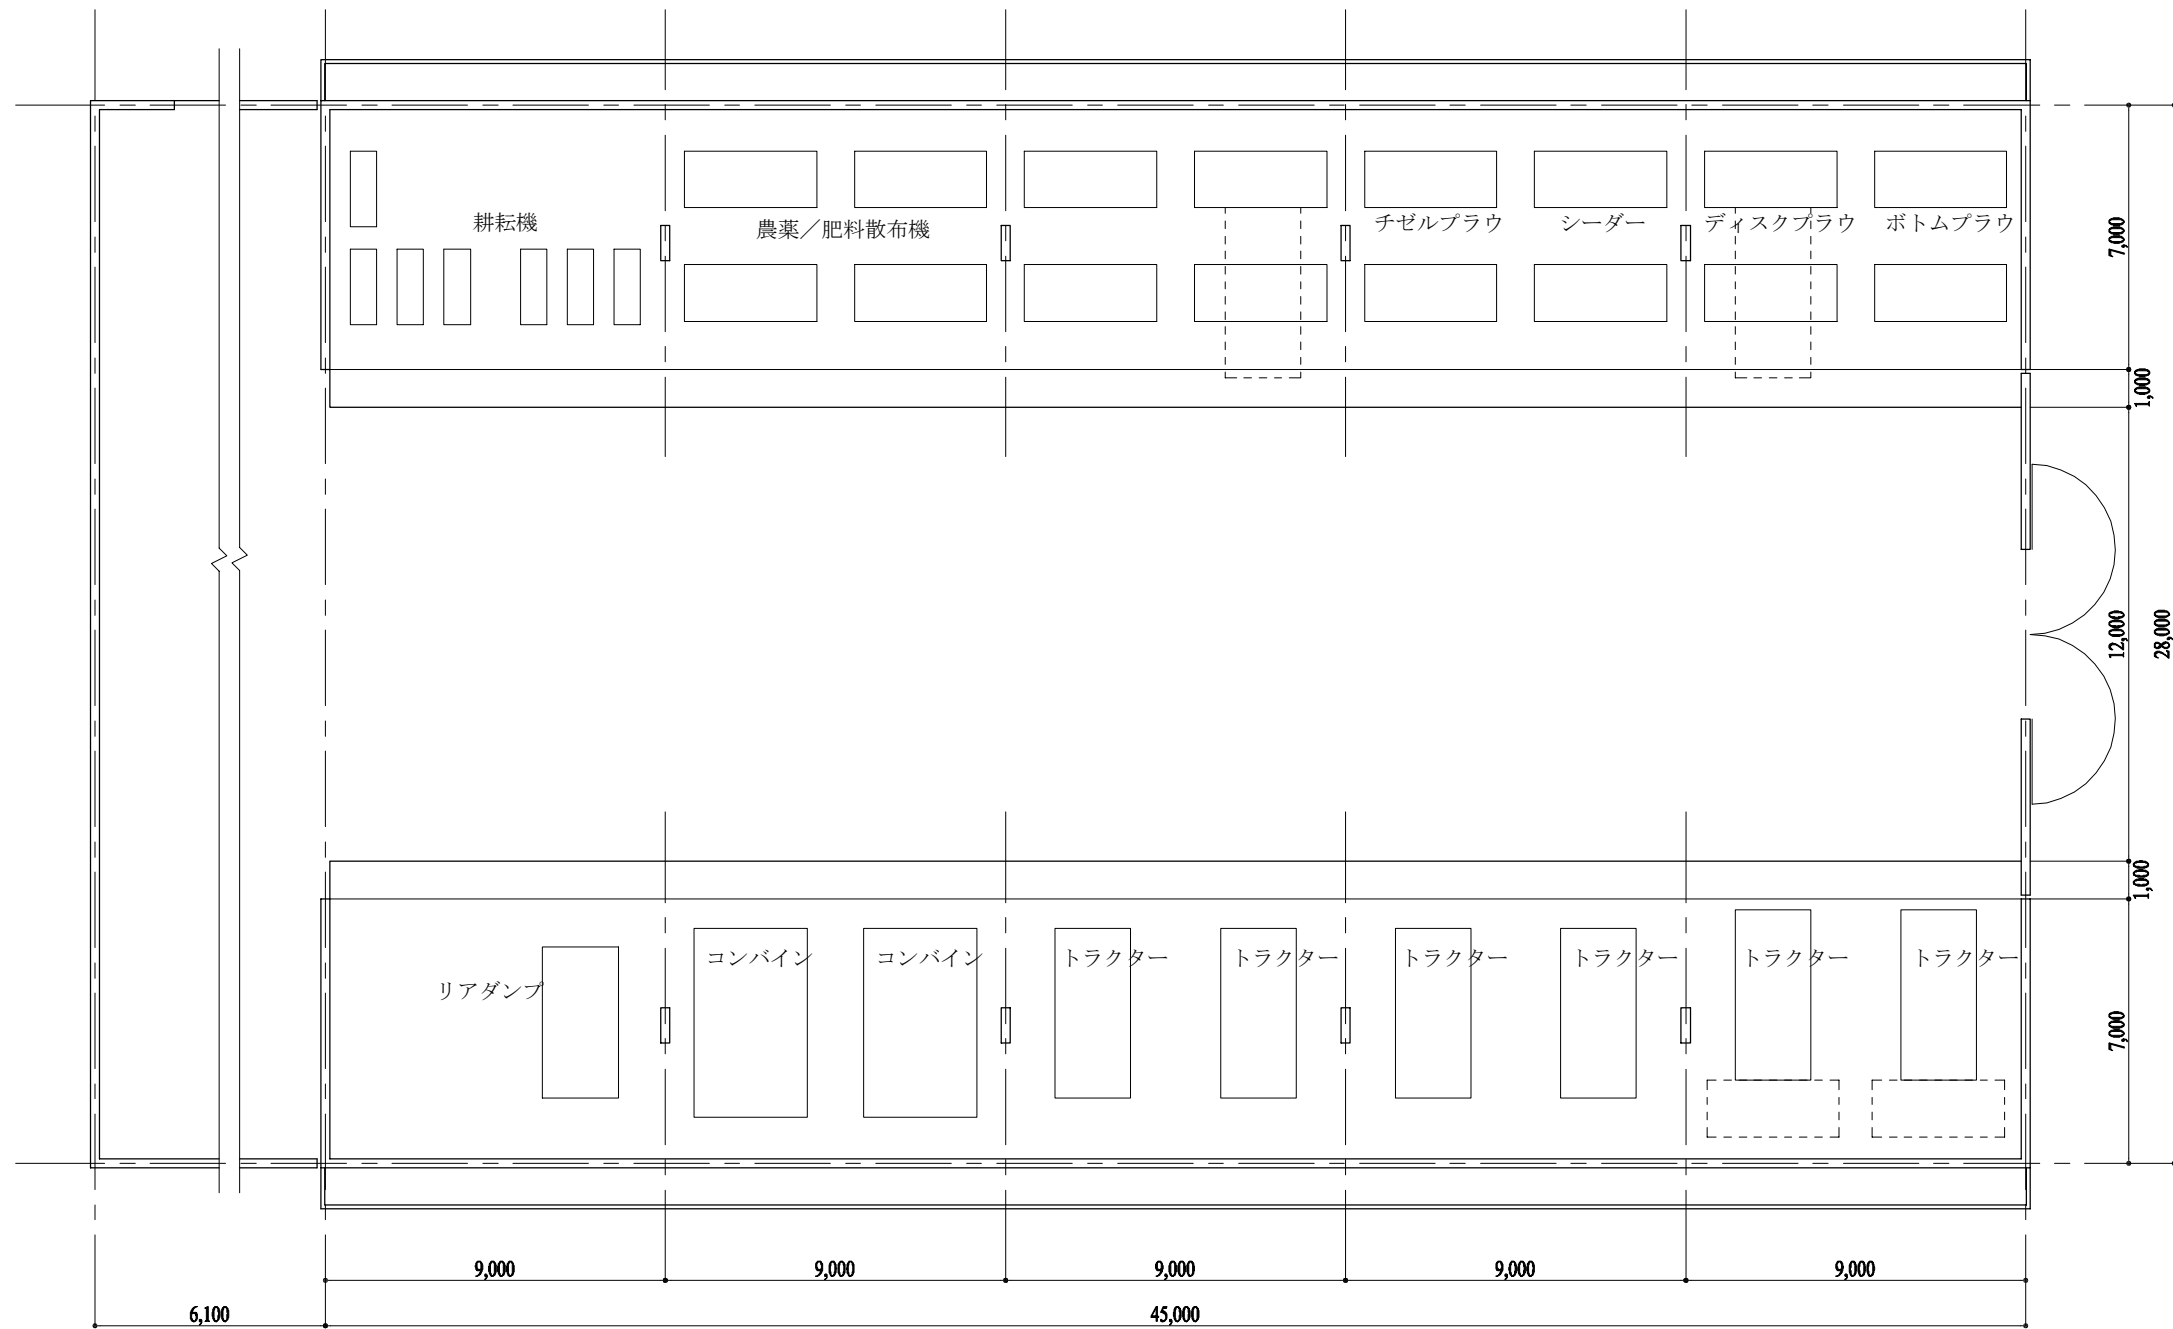 耕耘機
農薬／肥料散布機
チゼルプラウ
シーダー
ディスクプラウ
ボトムプラウ
7,000
1,000
12,000
28,000
1,000
7,000
リアダンプ
コンバイン
コンバイン
トラクター
トラクター
トラクター
トラクター
トラクター
トラクター
9,000
9,000
9,000
9,000
9,000
6,100
45,000